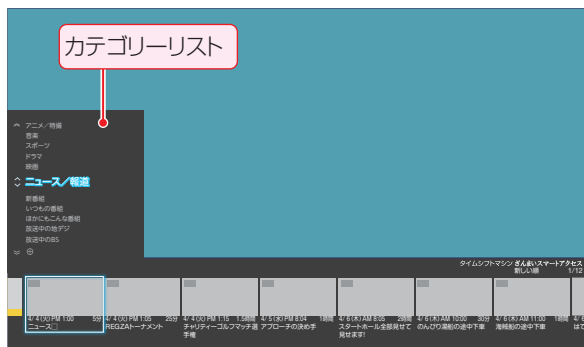 カテゴリーリスト
アニメ／特撮
音楽
スポーツ
ドラマ
映画
ニュース／報道
新番組
いつもの番組
ほかにもこんな番組
放送中の地デジ
放送中のBS
タイムシフトマシン ざんまいスマートアクセス
新しい順 1/12
4/ 4 (火) PM 1:00 5分
ニュース
4/ 4 (火) PM 1:05 25分
REGZAトーナメント
4/ 4 (火) PM 1:15 1.5時間
チャリティーゴルフマッチ選
手権
4/ 5 (水) PM 8:04 1時間
アプローチの決め手
4/ 6 (木) AM 8:05 2時間
スタートホール全部見せて
見せます!
4/ 6 (木) AM 10:00 30分
のんびり湯船の途中下車
4/ 6 (木) AM 11:00 1時間
海賊船の途中下車
4/ 6
はて